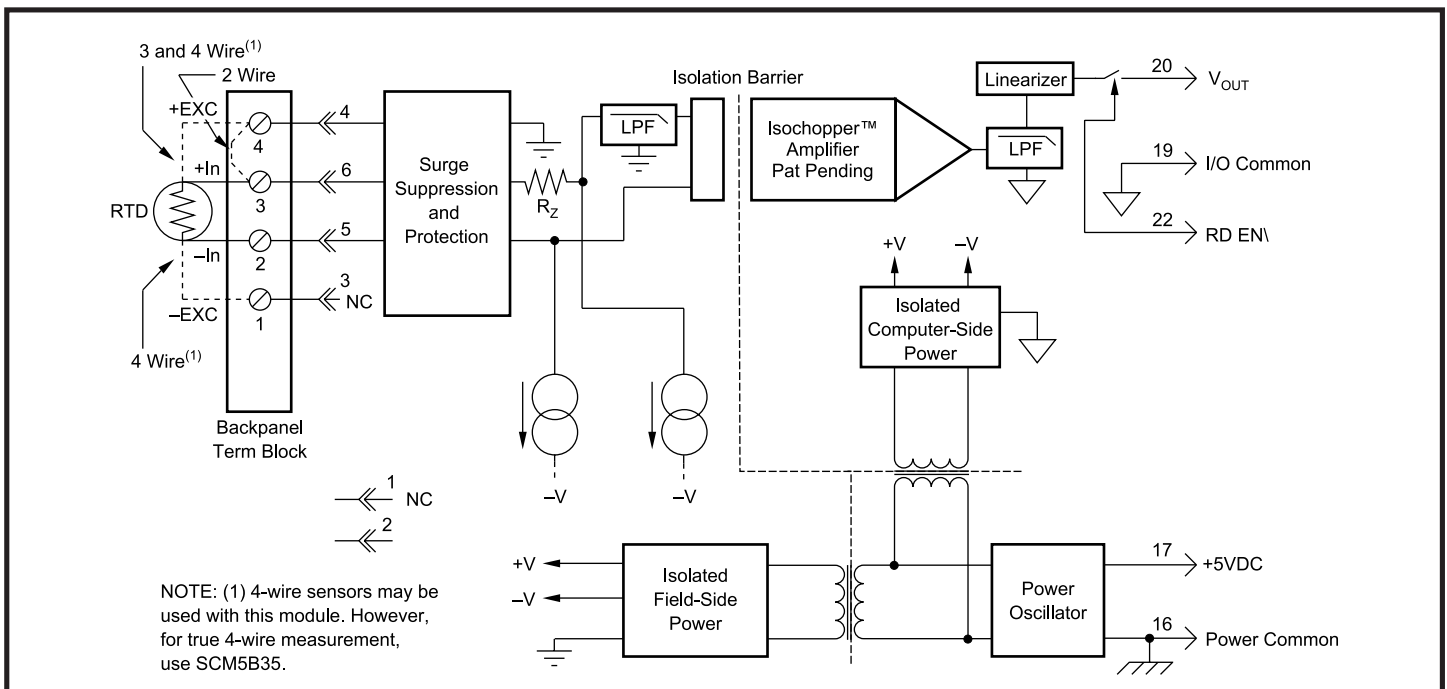 3 and 4 Wire(1)
2 Wire
+EXC
4
4
+In
6
3
RTD
5
–In
2
3
NC
–EXC
1
4 Wire(1)
Backpanel
Term Block
Surge
Suppression
and
Protection
RZ
LPF
Isolation Barrier
Isochopper™
Amplifier
Pat Pending
Linearizer
LPF
20
VOUT
19
I/O Common
22
RD EN\
+V
–V
Isolated
Computer-Side
Power
–V
–V
1
NC
2
NOTE: (1) 4-wire sensors may be
used with this module. However,
for true 4-wire measurement,
use SCM5B35.
+V
–V
Isolated
Field-Side
Power
Power
Oscillator
17
+5VDC
16
Power Common